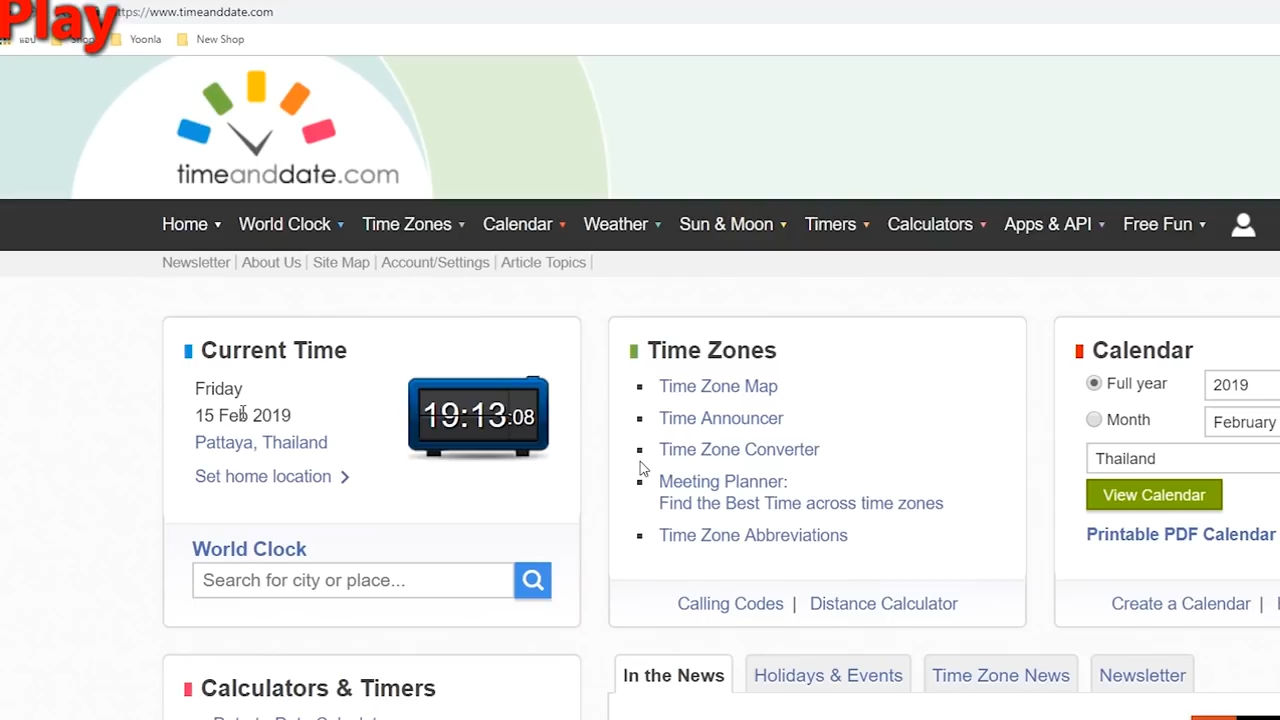 Play
https://www.timeanddate.com
แอป
Shop
Yoonla
New Shop
timeanddate.com
Home
World Clock
Time Zones
Calendar
Weather
Sun & Moon
Timers
Calculators
Apps & API
Free Fun
Newsletter | About Us | Site Map | Account/Settings | Article Topics |
Current Time
Friday
15 Feb 2019
Pattaya, Thailand
Set home location
19:13:08
World Clock
Search for city or place...
Time Zones
Time Zone Map
Time Announcer
Time Zone Converter
Meeting Planner:
Find the Best Time across time zones
Time Zone Abbreviations
Calling Codes | Distance Calculator
Calendar
Full year
2019
Month
February
Thailand
View Calendar
Printable PDF Calendar
Create a Calendar |
Calculators & Timers
In the News
Holidays & Events
Time Zone News
Newsletter